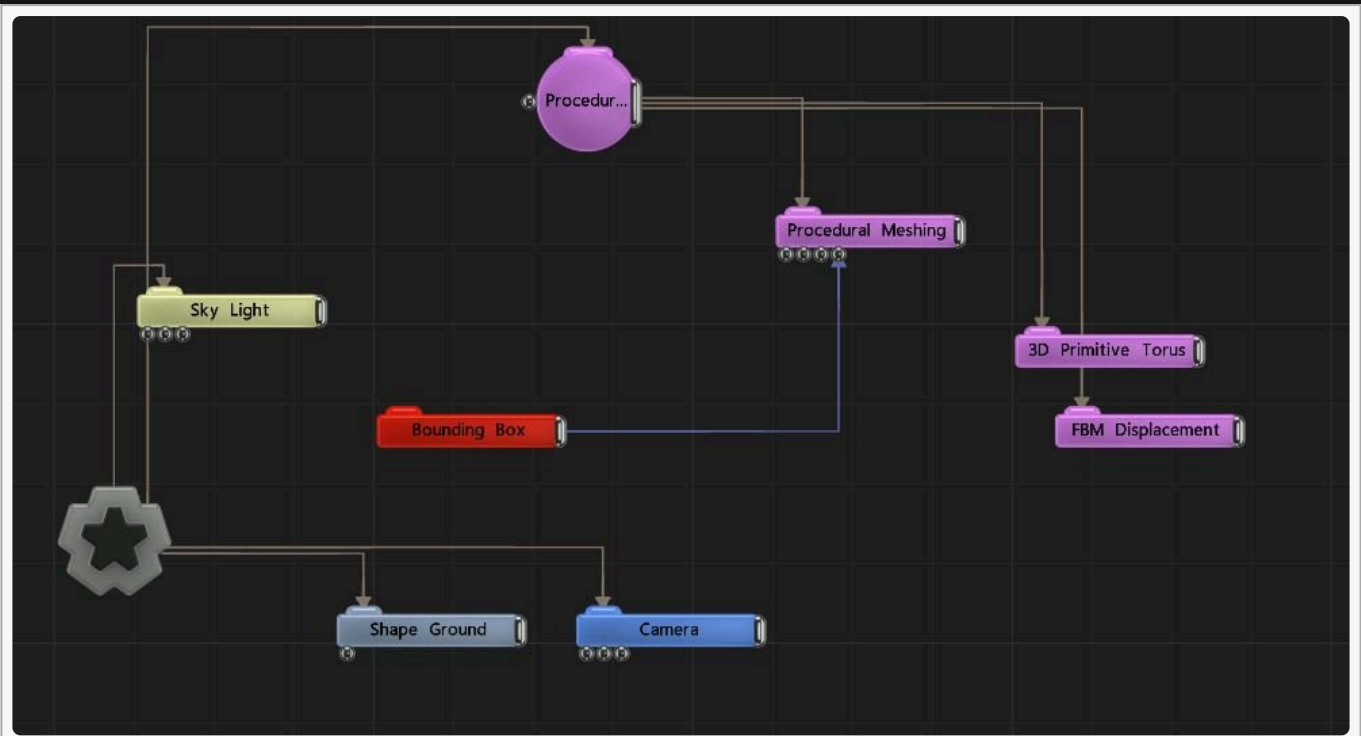 Procedur...
Procedural Meshing
Sky Light
3D Primitive Torus
Bounding Box
FBM Displacement
Shape Ground
Camera